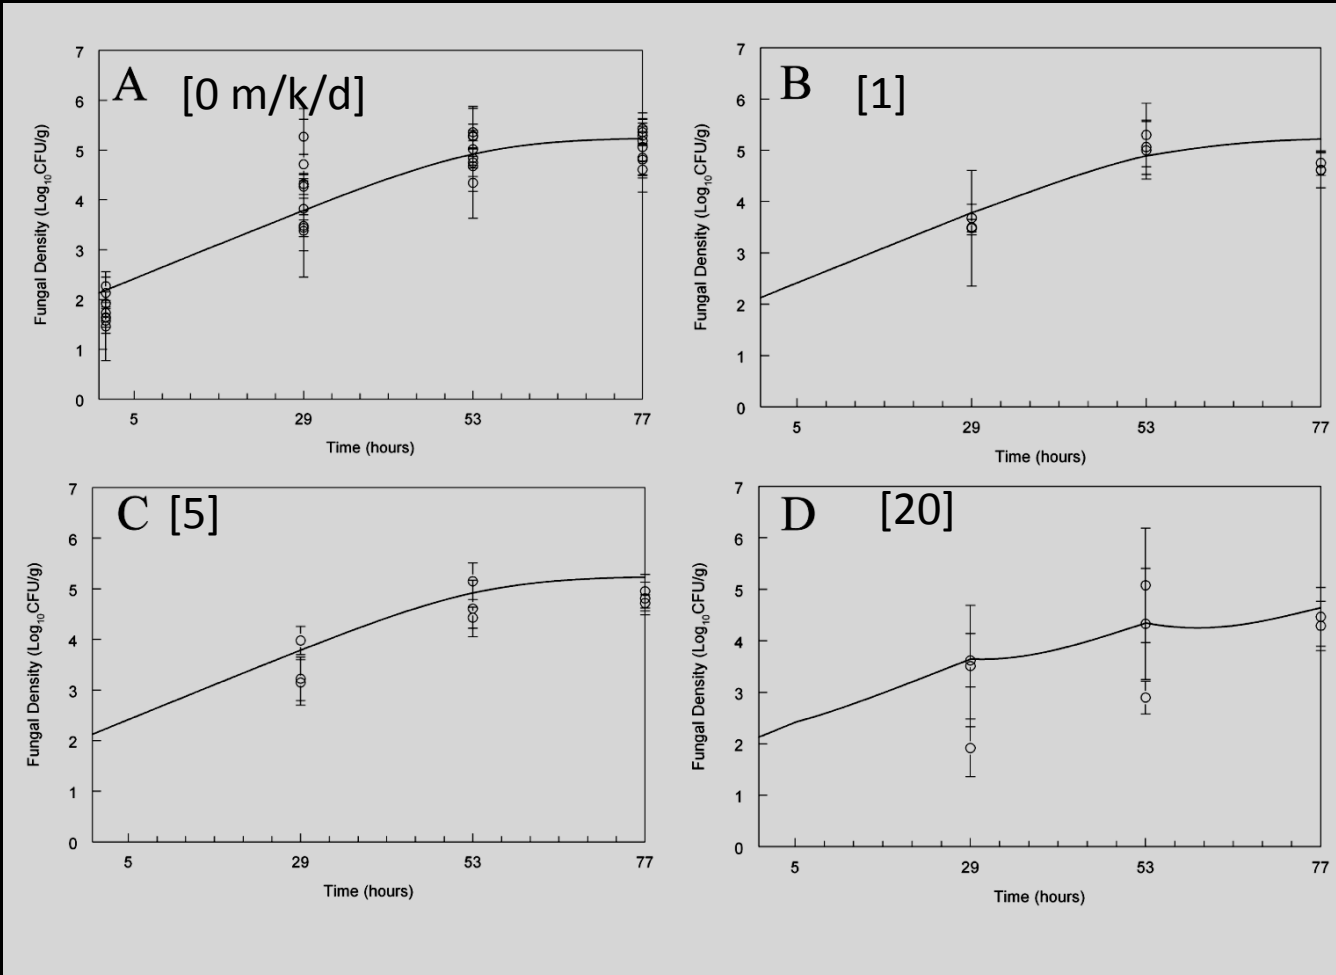 A [0 m/k/d]
Fungal Density (Log10CFU/g)
7
6
5
4
3
2
1
0
5 29 53 77
Time (hours)
B [1]
Fungal Density (Log10CFU/g)
7
6
5
4
3
2
1
0
5 29 53 77
Time (hours)
C [5]
Fungal Density (Log10CFU/g)
7
6
5
4
3
2
1
0
5 29 53 77
Time (hours)
D [20]
Fungal Density (Log10CFU/g)
7
6
5
4
3
2
1
0
5 29 53 77
Time (hours)